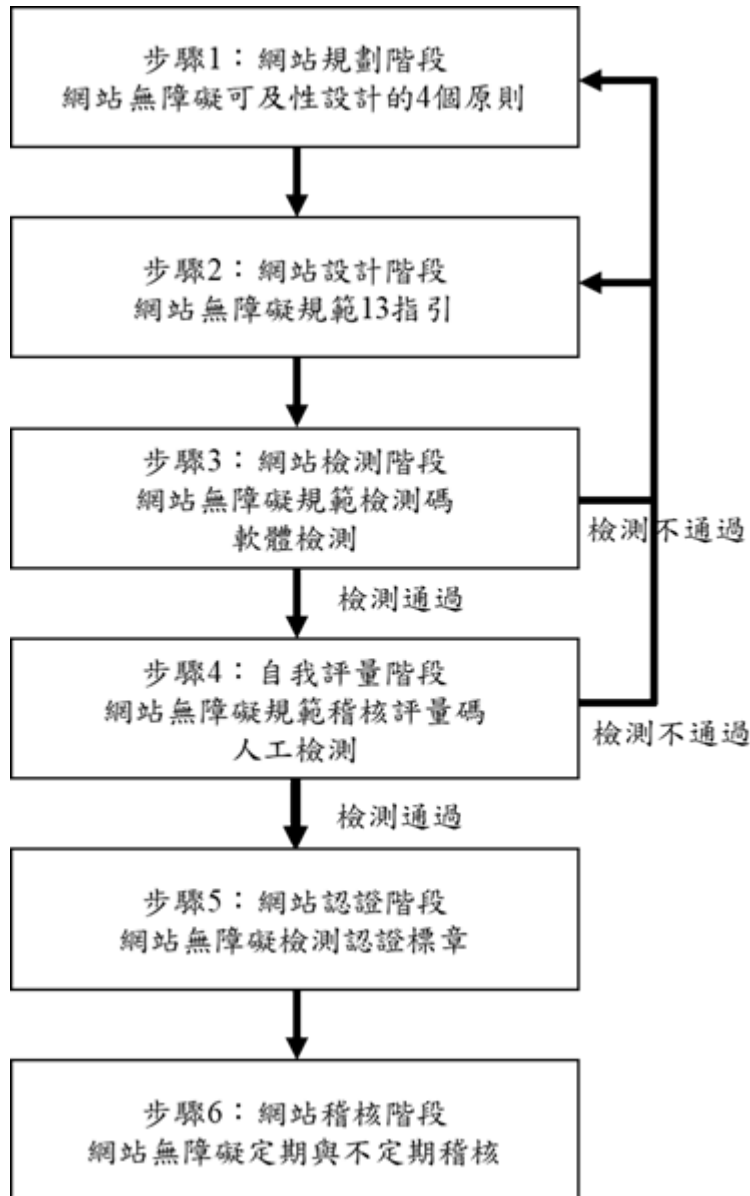 步驟1：網站規劃階段
網站無障礙可及性設計的4個原則
步驟2：網站設計階段
網站無障礙規範13指引
步驟3：網站檢測階段
網站無障礙規範檢測碼
軟體檢測
檢測不通過
檢測通過
步驟4：自我評量階段
網站無障礙規範稽核評量碼
人工檢測
檢測不通過
檢測通過
步驟5：網站認證階段
網站無障礙檢測認證標章
步驟6：網站稽核階段
網站無障礙定期與不定期稽核